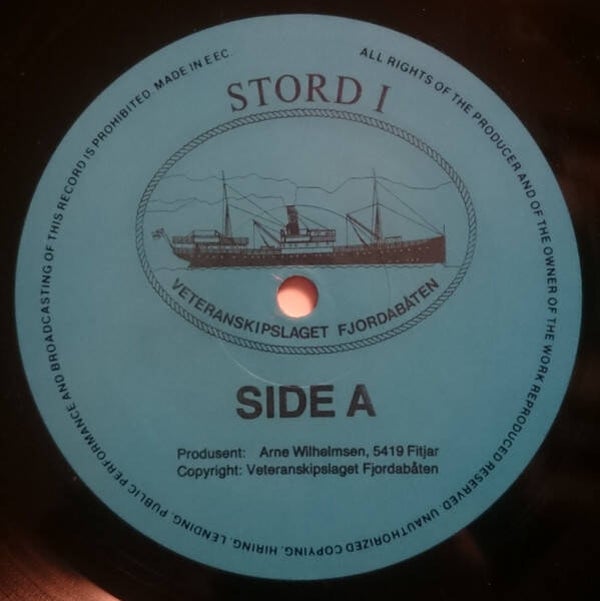 STORD I
VETERANSKIPSLAGET FJORDABÅTEN
SIDE A
Produsent: Arne Wilhelmsen, 5419 Fitjar
Copyright: Veteranskipslaget Fjordabåten
ALL RIGHTS OF THE PRODUCER AND OF THE OWNER OF THE WORK REPRODUCED RESERVED. UNAUTHORIZED COPYING, HIRING, LENDING, PUBLIC PERFORMANCE AND BROADCASTING OF THIS RECORD IS PROHIBITED. MADE IN EEC.